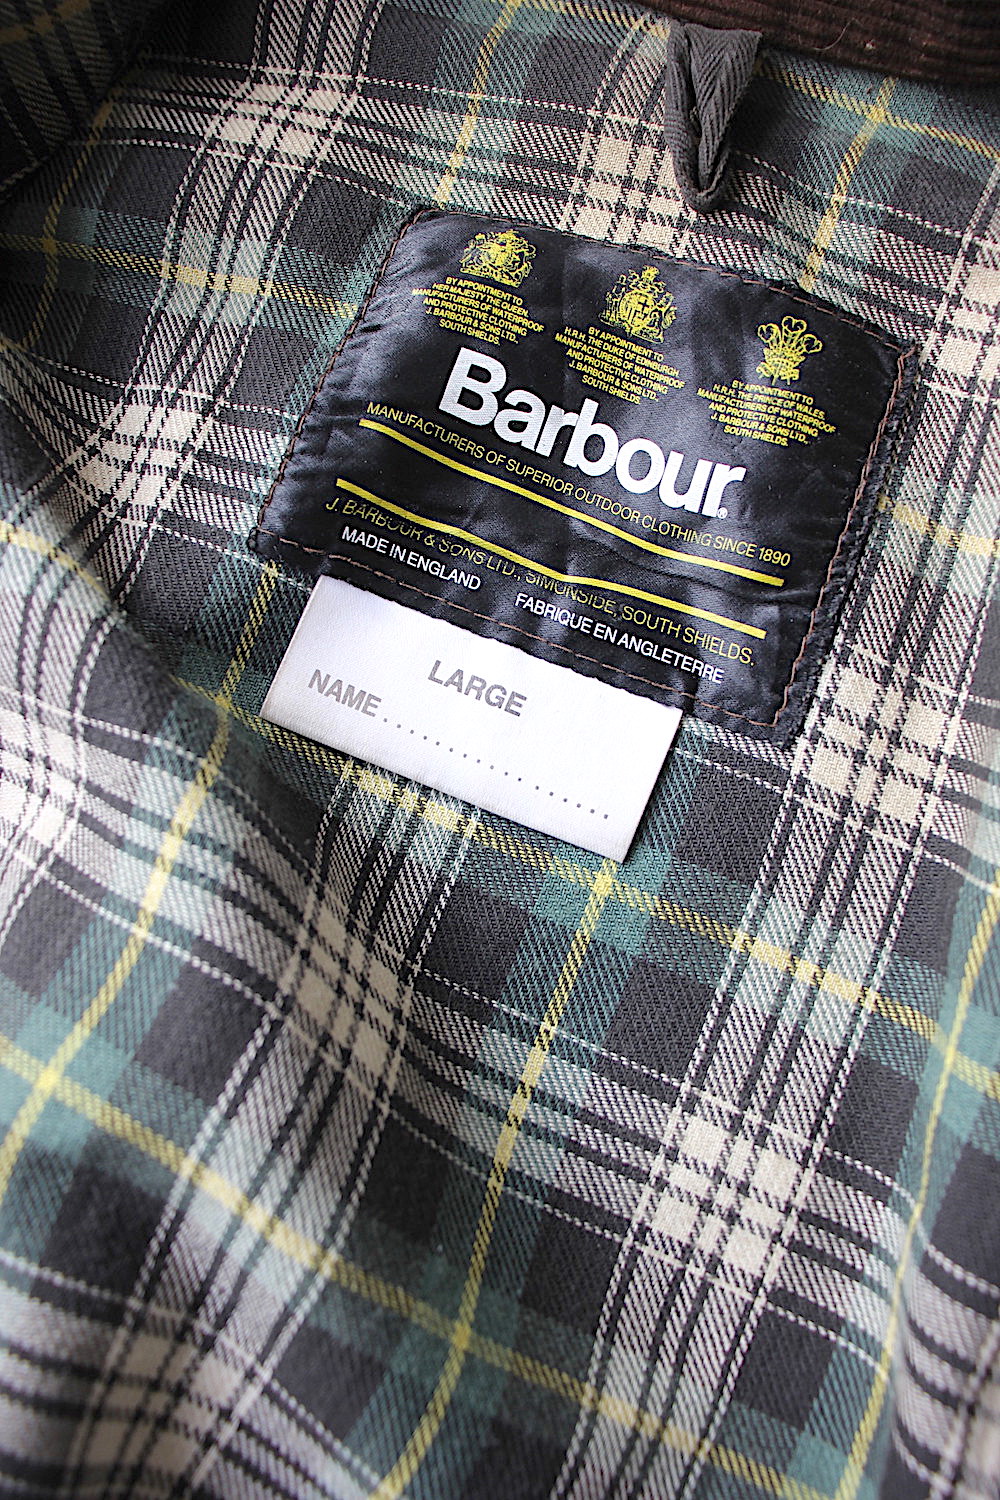 BY APPOINTMENT TO
HER MAJESTY THE QUEEN.
MANUFACTURERS OF WATERPROOF
AND PROTECTIVE CLOTHING
J. BARBOUR & SONS LTD.,
SOUTH SHIELDS.
BY APPOINTMENT TO
H.R.H. THE DUKE OF EDINBURGH.
MANUFACTURERS OF WATERPROOF
AND PROTECTIVE CLOTHING
J. BARBOUR & SONS LTD.
SOUTH SHIELDS.
BY APPOINTMENT TO
H.R.H. THE PRINCE OF WALES.
MANUFACTURERS OF WATERPROOF
AND PROTECTIVE CLOTHING
J. BARBOUR & SONS LTD.,
SOUTH SHIELDS.
Barbour®
MANUFACTURERS OF SUPERIOR OUTDOOR CLOTHING SINCE 1890
J. BARBOUR & SONS LTD., SIMONSIDE, SOUTH SHIELDS.
MADE IN ENGLAND FABRIQUE EN ANGLETERRE
LARGE
NAME....................